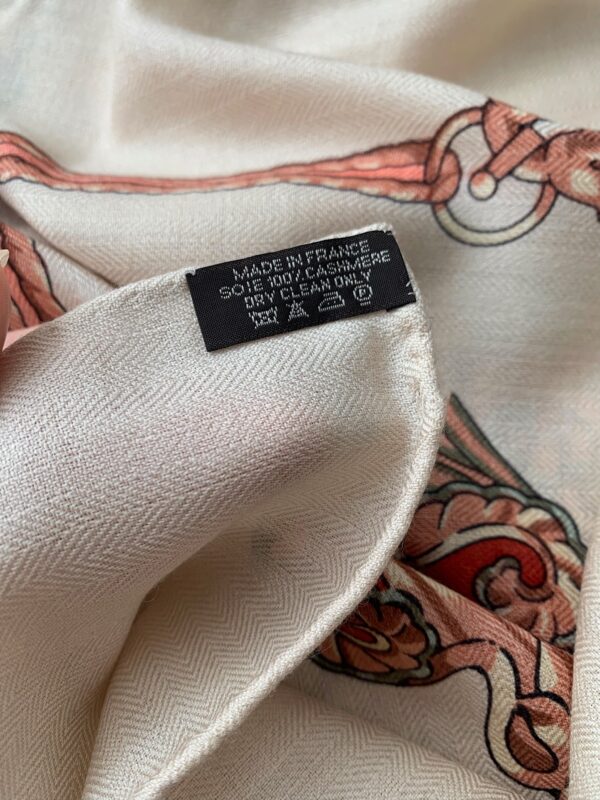 MADE IN FRANCE
SOIE 100% CASHMERE
DRY CLEAN ONLY
P